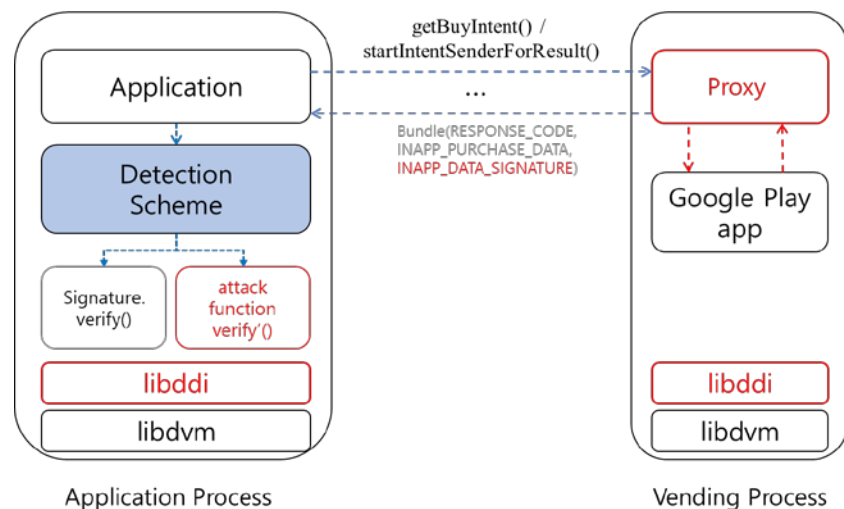 getBuyIntent() /
startIntentSenderForResult()
...
Bundle(RESPONSE_CODE,
INAPP_PURCHASE_DATA,
INAPP_DATA_SIGNATURE)
Application
Detection
Scheme
Signature.
verify()
attack
function
verify'()
libddi
libdvm
Application Process
Proxy
Google Play
app
libddi
libdvm
Vending Process